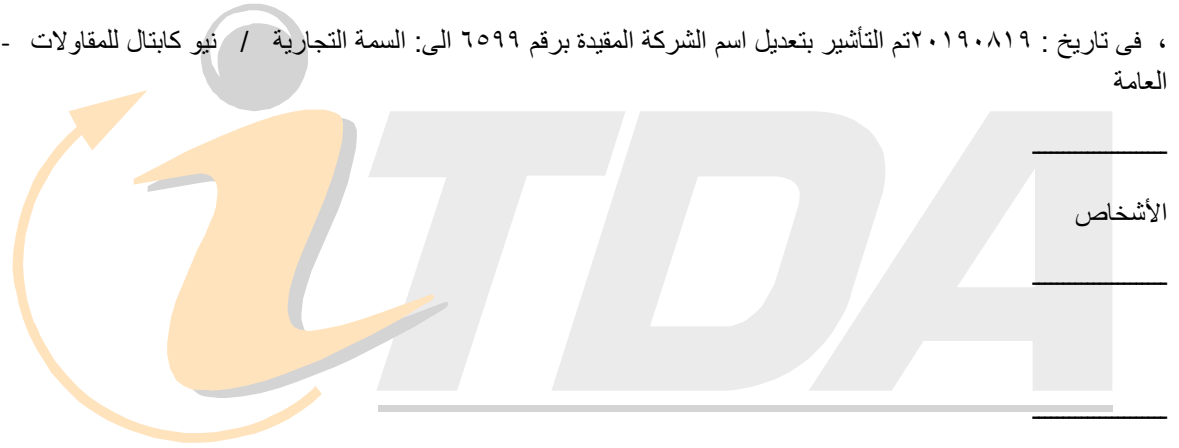 ، فى تاريخ : ٢٠١٩٠٨١٩تم التأشير بتعديل اسم الشركة المقيدة برقم ٦٥٩٩ الى: السمة التجارية / نيو كابتال للمقاولات -
العامة
الأشخاص
iTDA